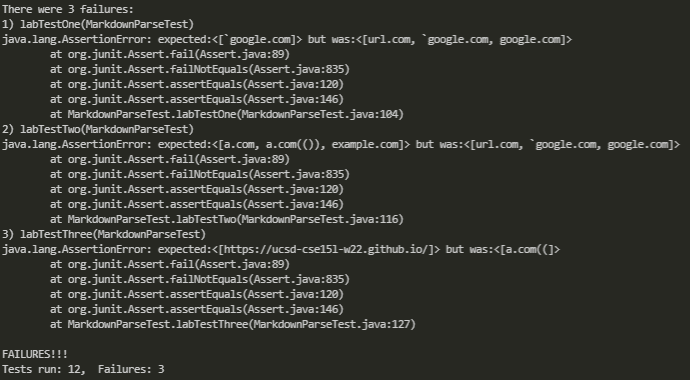 There were 3 failures:
1) labTestOne(MarkdownParseTest)
java.lang.AssertionError: expected:<[`google.com]> but was:<[url.com, `google.com, google.com]>
at org.junit.Assert.fail(Assert.java:89)
at org.junit.Assert.failNotEquals(Assert.java:835)
at org.junit.Assert.assertEquals(Assert.java:120)
at org.junit.Assert.assertEquals(Assert.java:146)
at MarkdownParseTest.labTestOne(MarkdownParseTest.java:104)
2) labTestTwo(MarkdownParseTest)
java.lang.AssertionError: expected:<[a.com, a.com(()), example.com]> but was:<[url.com, `google.com, google.com]>
at org.junit.Assert.fail(Assert.java:89)
at org.junit.Assert.failNotEquals(Assert.java:835)
at org.junit.Assert.assertEquals(Assert.java:120)
at org.junit.Assert.assertEquals(Assert.java:146)
at MarkdownParseTest.labTestTwo(MarkdownParseTest.java:116)
3) labTestThree(MarkdownParseTest)
java.lang.AssertionError: expected:<[https://ucsd-cse15l-w22.github.io/]> but was:<[a.com((]>
at org.junit.Assert.fail(Assert.java:89)
at org.junit.Assert.failNotEquals(Assert.java:835)
at org.junit.Assert.assertEquals(Assert.java:120)
at org.junit.Assert.assertEquals(Assert.java:146)
at MarkdownParseTest.labTestThree(MarkdownParseTest.java:127)
FAILURES!!!
Tests run: 12,  Failures: 3